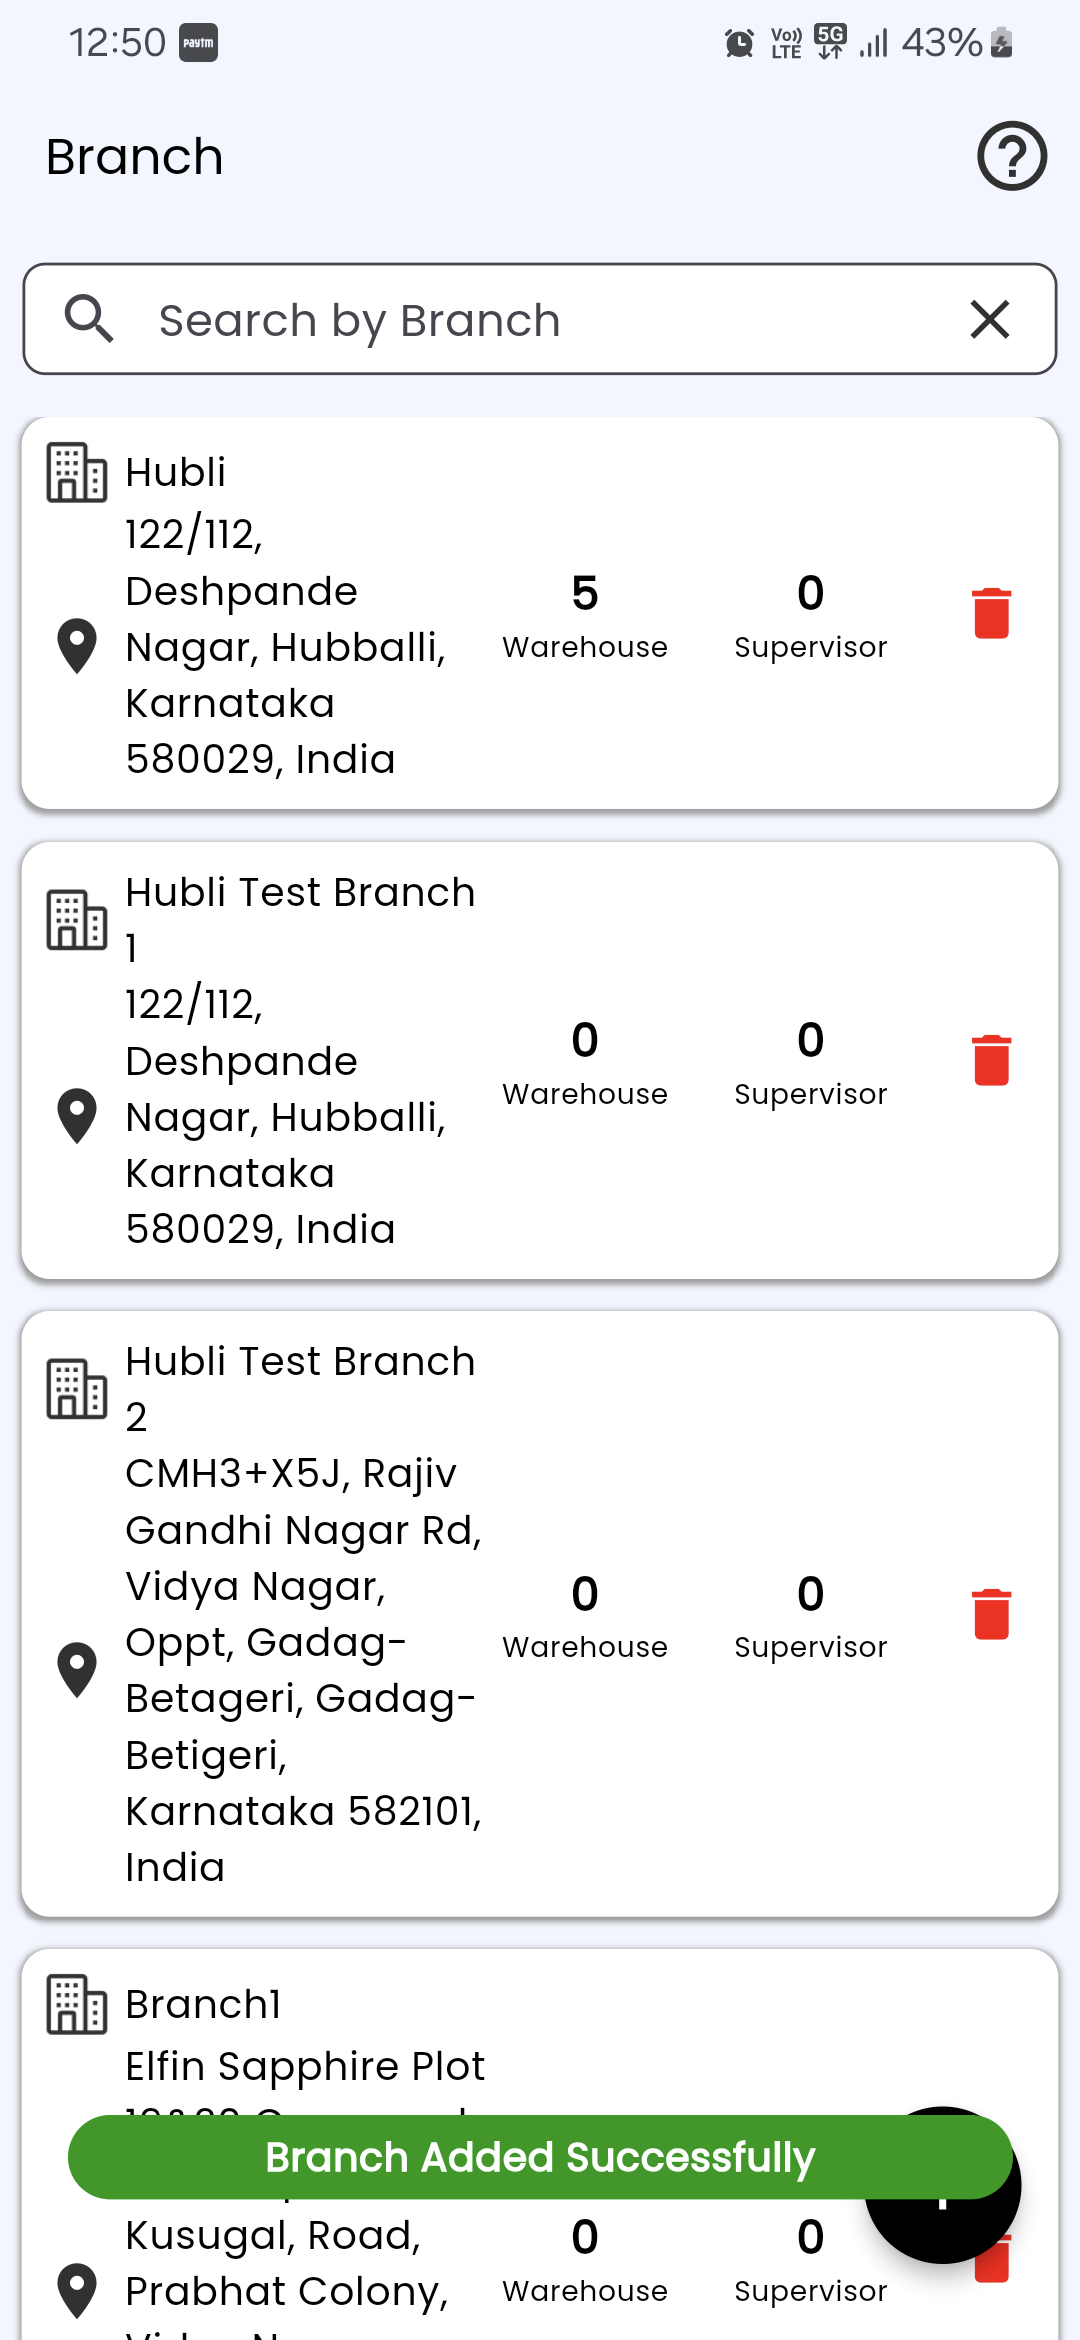 12:50 paytm Vo)) LTE 5G 43%
Branch
Search by Branch
Hubli
122/112,
Deshpande
Nagar, Hubballi,
Karnataka
580029, India
5 0
Warehouse Supervisor
Hubli Test Branch
1
122/112,
Deshpande
Nagar, Hubballi,
Karnataka
580029, India
0 0
Warehouse Supervisor
Hubli Test Branch
2
CMH3+X5J, Rajiv
Gandhi Nagar Rd,
Vidya Nagar,
Oppt, Gadag-
Betageri, Gadag-
Betigeri,
Karnataka 582101,
India
0 0
Warehouse Supervisor
Branch1
Elfin Sapphire Plot
Branch Added Successfully
Kusugal, Road,
Prabhat Colony,
0 0
Warehouse Supervisor